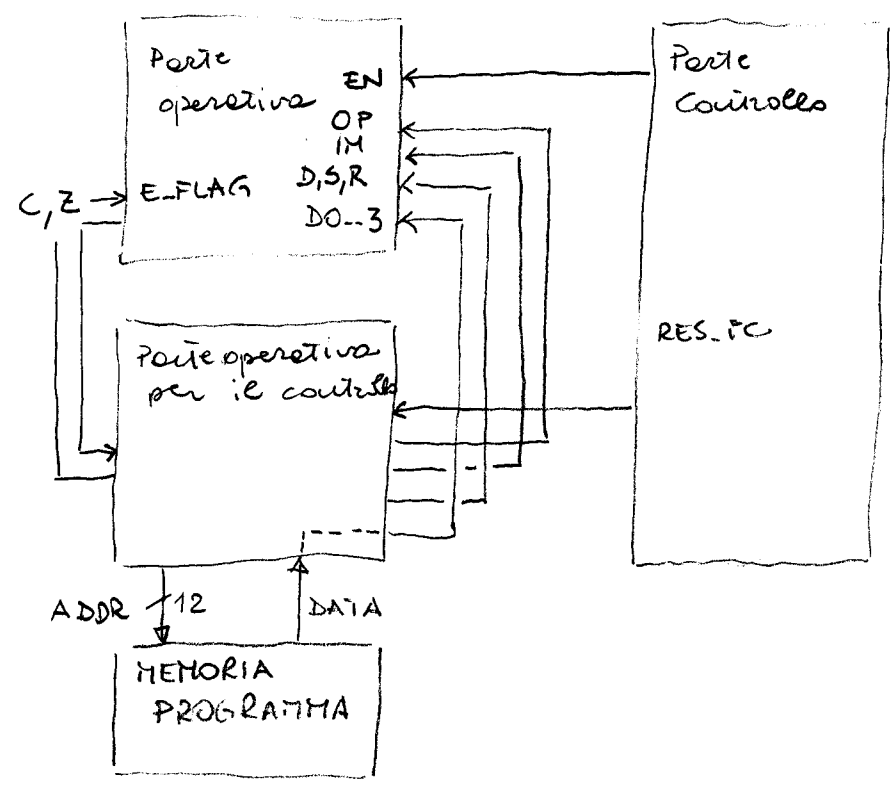 Parte
operativa
EN
OP
IM
D,S,R
D0..3
C,Z
E_FLAG
Parte
Controllo
RES_PC
Parte operativa
per il controllo
ADDR
12
DATA
MEMORIA
PROGRAMMA